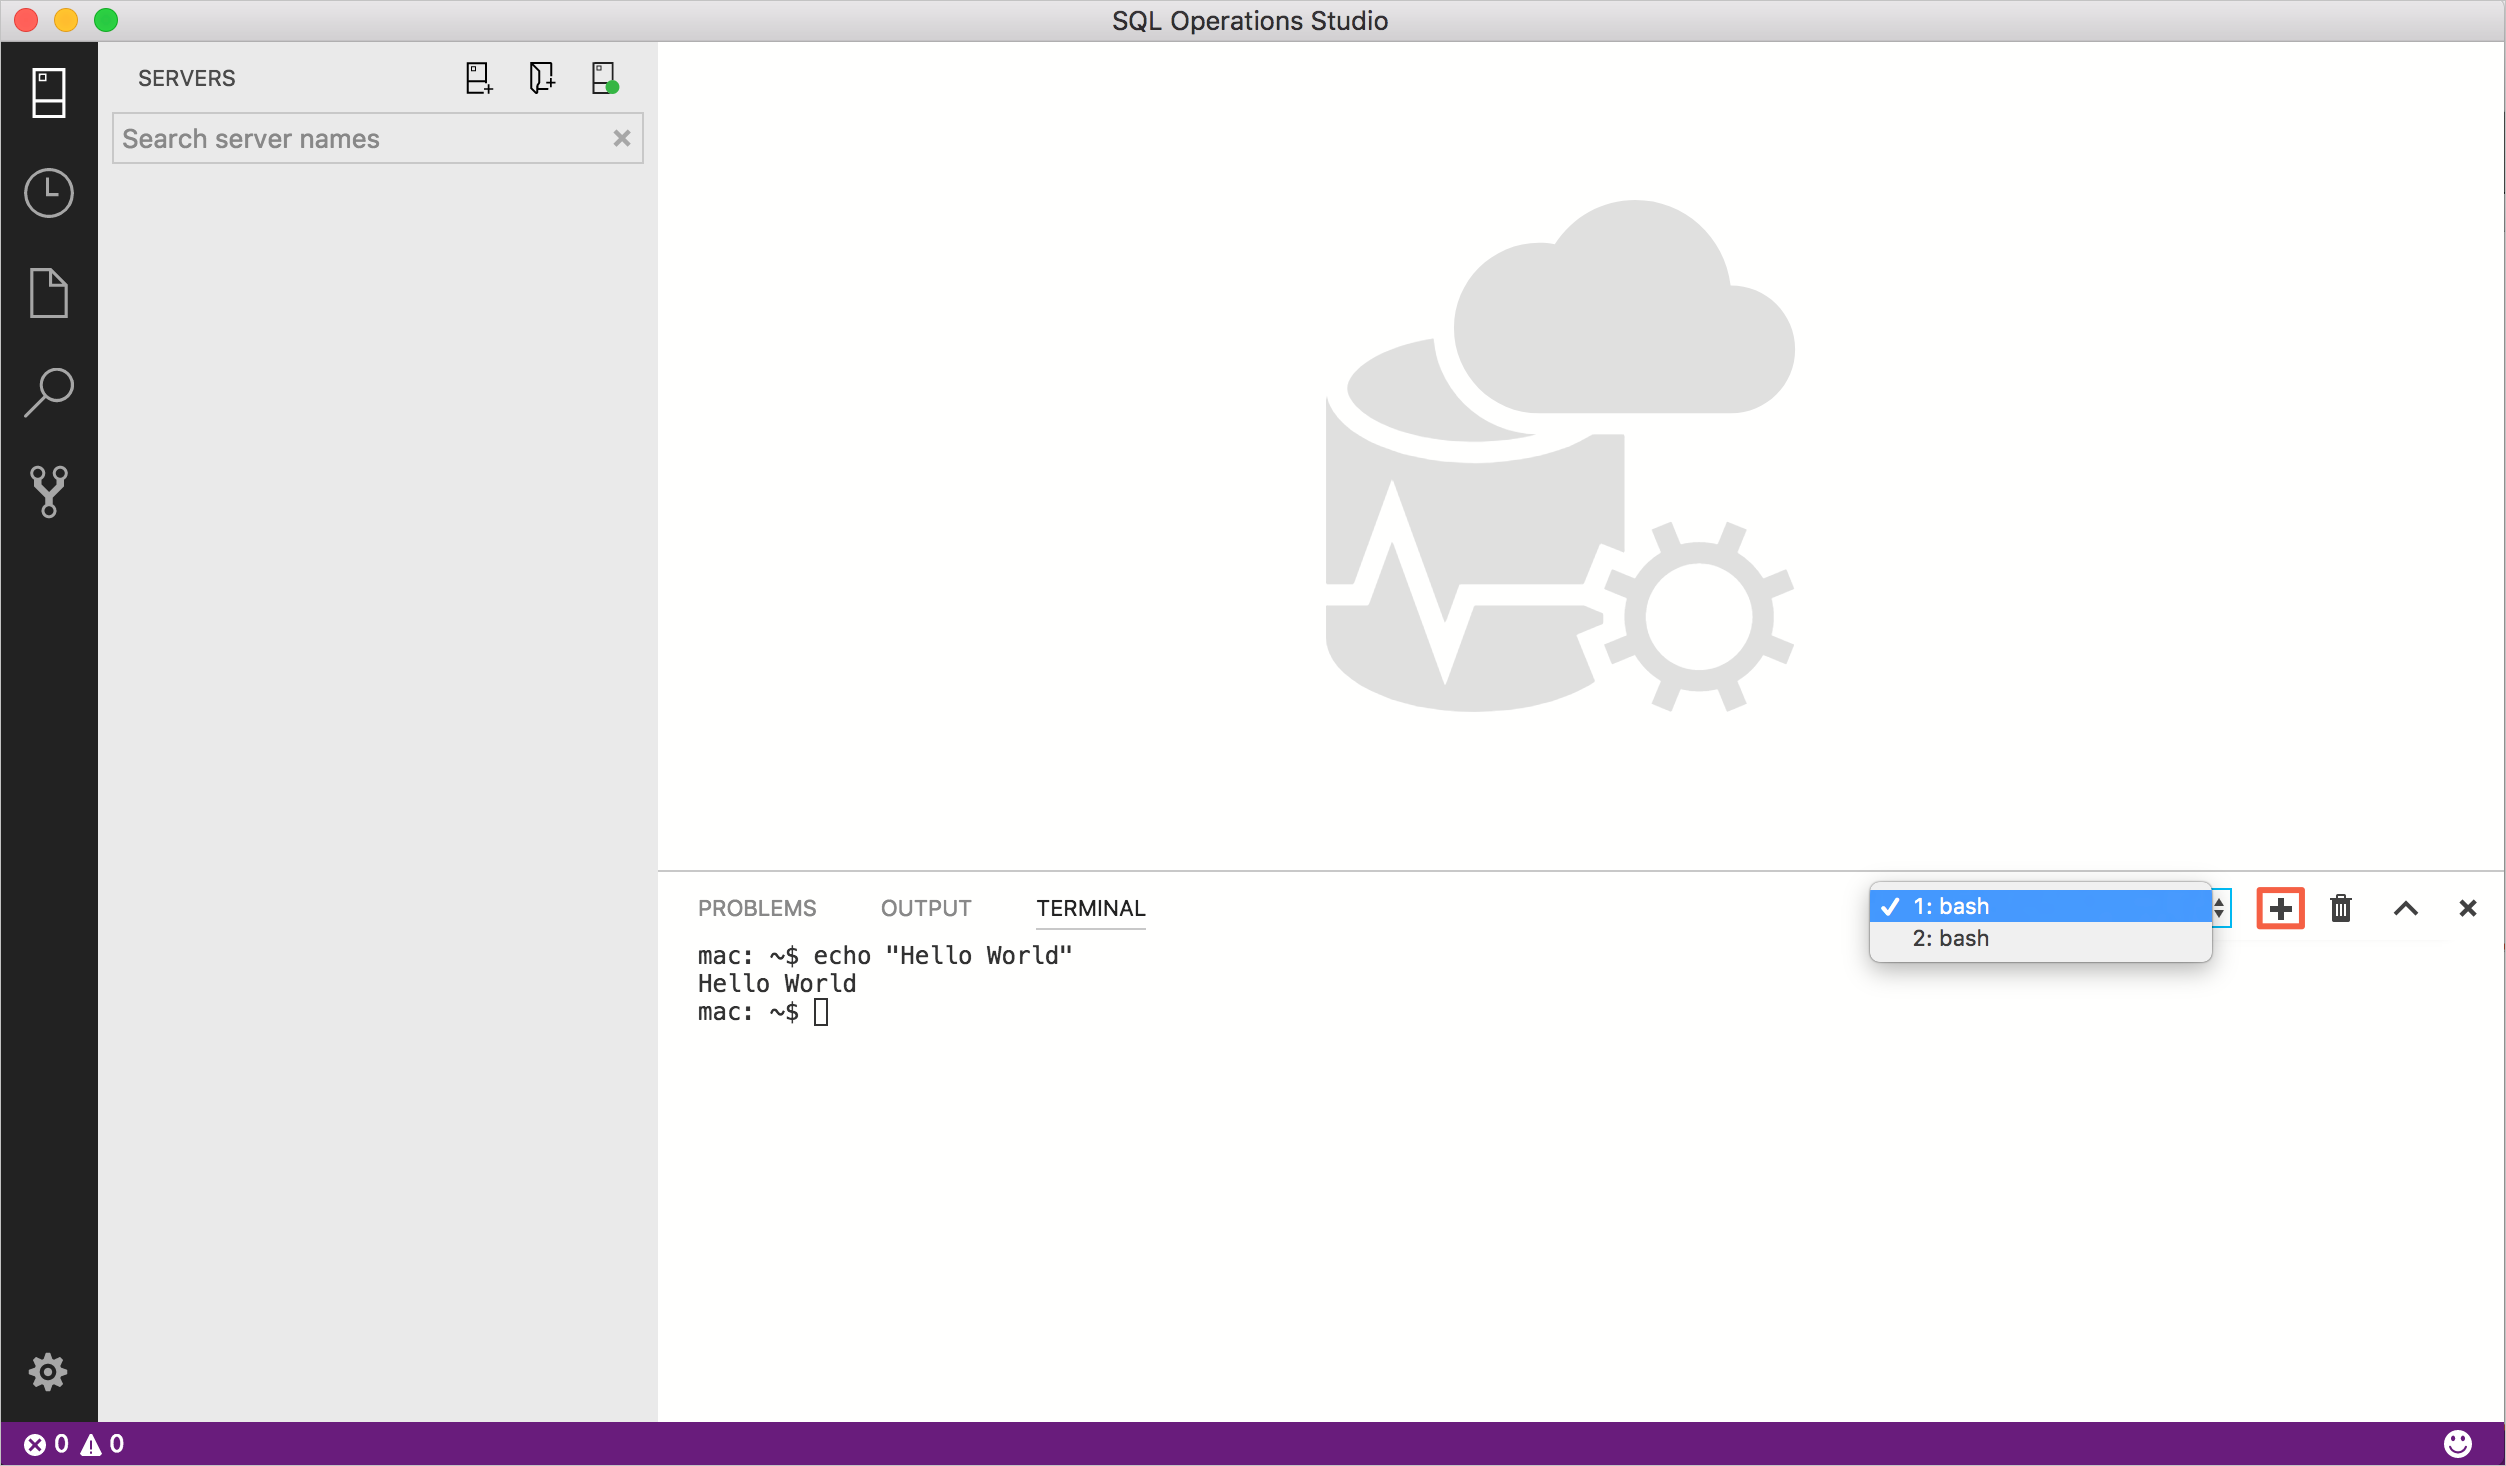 SQL Operations Studio
SERVERS
Search server names
PROBLEMS OUTPUT TERMINAL
1: bash
2: bash
mac: ~$ echo "Hello World"
Hello World
mac: ~$
0 0